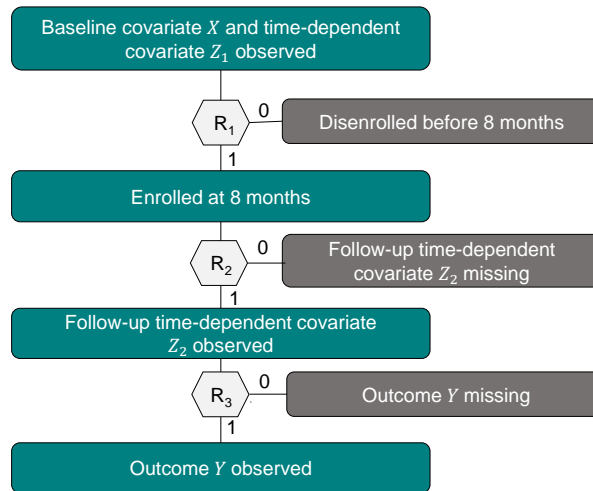 Baseline covariate X and time-dependent
covariate Z₁ observed
R₁
0
Disenrolled before 8 months
1
Enrolled at 8 months
R₂
0
Follow-up time-dependent
covariate Z₂ missing
1
Follow-up time-dependent covariate
Z₂ observed
R₃
0
Outcome Y missing
1
Outcome Y observed